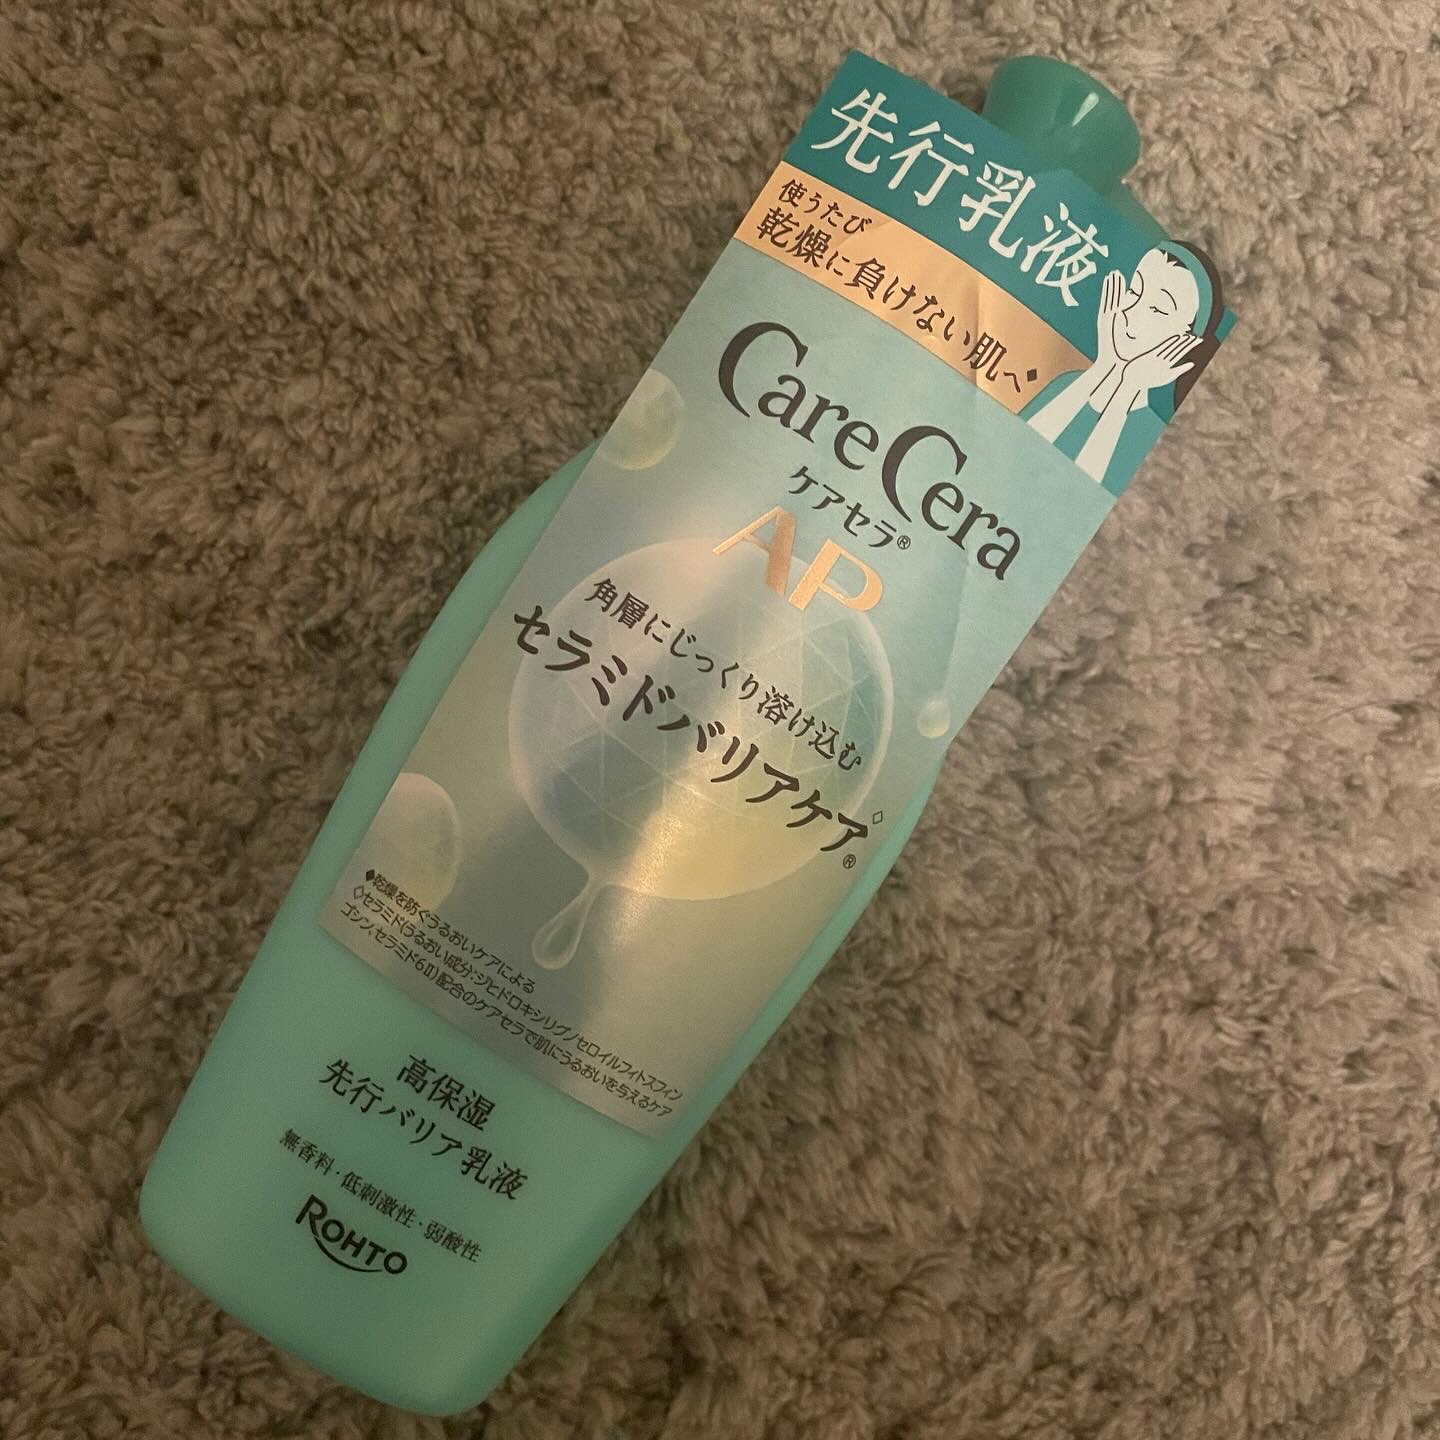 先行乳液
使うたび
乾燥に負けない肌へ◆
CareCera
ケアセラ®
AP
角層にじっくり溶け込む
セラミドバリアケア◇®
◆乾燥を防ぐうるおいケアによる
◇セラミド(うるおい成分:ジヒドロキシリグノセロイルフィトスフィン
ゴシン、セラミド6Ⅱ)配合のケアセラで肌にうるおいを与えるケア
高保湿
先行バリア乳液
無香料・低刺激性・弱酸性
ROHTO